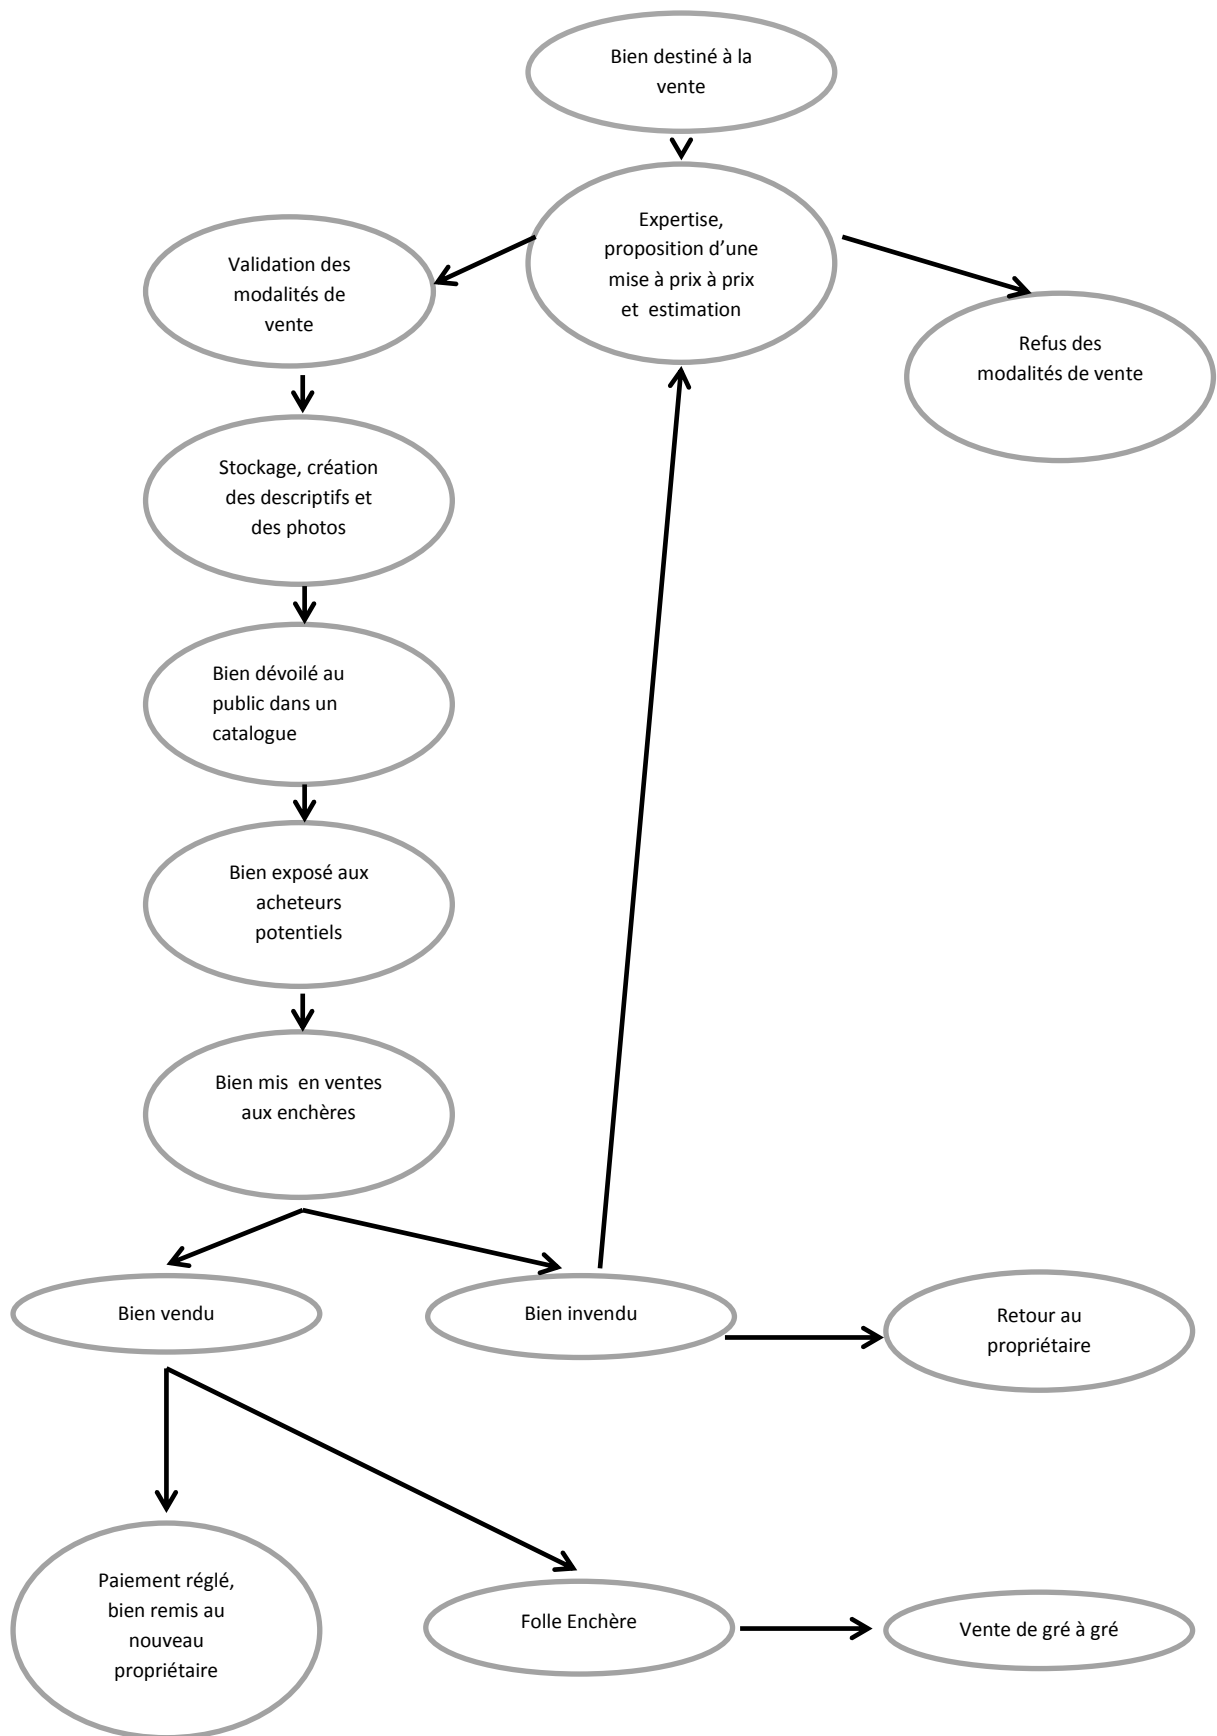 Bien destiné à la
vente
Expertise,
proposition d’une
mise à prix à prix
et  estimation
Validation des
modalités de
vente
Refus des
modalités de vente
Stockage, création
des descriptifs et
des photos
Bien dévoilé au
public dans un
catalogue
Bien exposé aux
acheteurs
potentiels
Bien mis  en ventes
aux enchères
Bien vendu
Bien invendu
Retour au
propriétaire
Paiement réglé,
bien remis au
nouveau
propriétaire
Folle Enchère
Vente de gré à gré